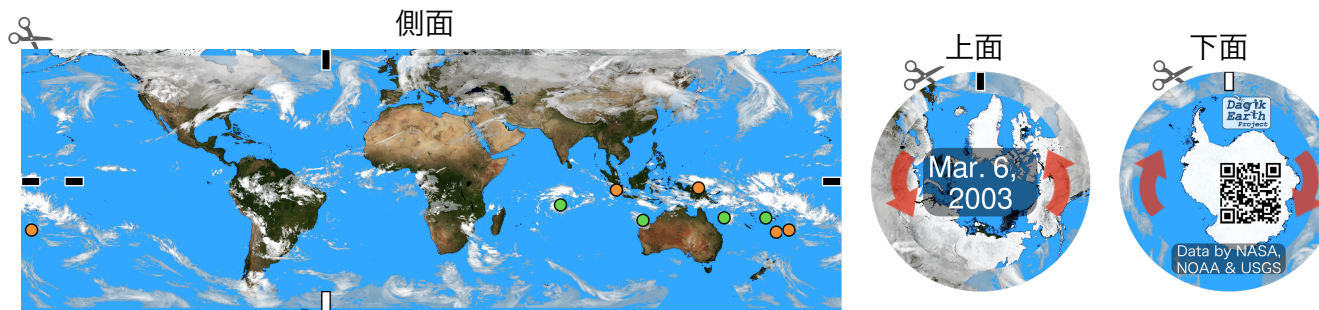 側面
上面
下面
Mar. 6,
2003
Dagik
Earth
Project
Data by NASA,
NOAA & USGS